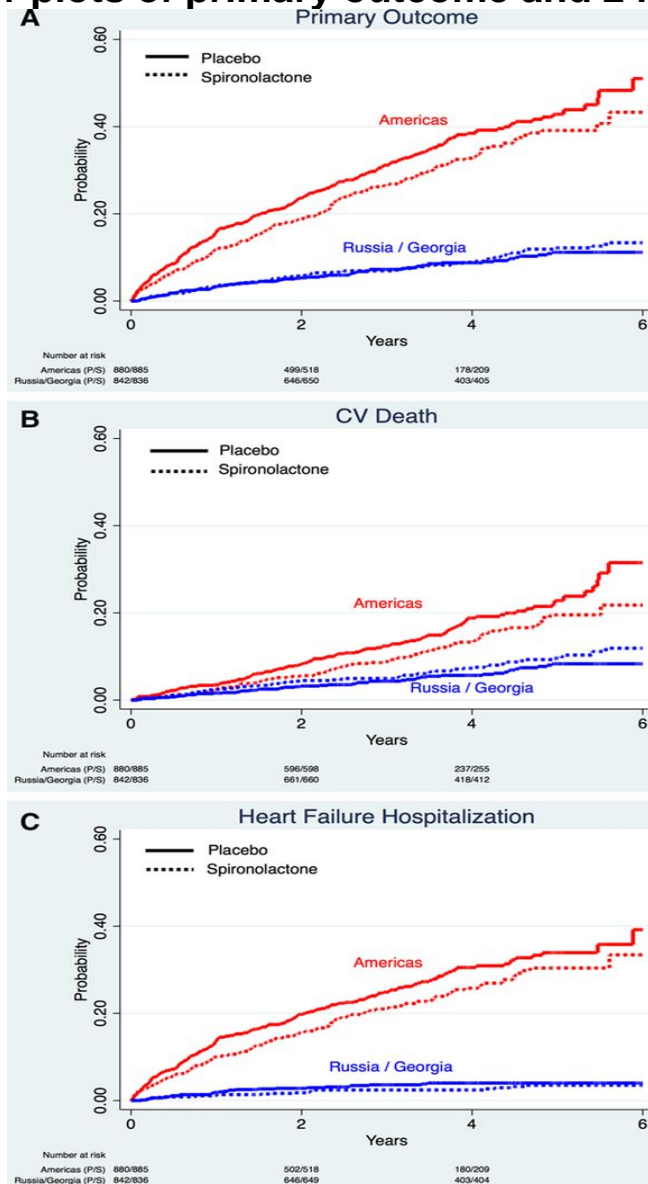 plots of primary outcome and
A
Primary Outcome
0.60
0.40
0.20
0.00
Probability
Placebo
Spironolactone
Americas
Russia / Georgia
0 2 4 6
Years
Number at risk
Americas (P/S) 880/885 499/518 178/209
Russia/Georgia (P/S) 842/836 646/650 403/405
B
CV Death
0.60
0.40
0.20
0.00
Probability
Placebo
Spironolactone
Americas
Russia / Georgia
0 2 4 6
Years
Number at risk
Americas (P/S) 880/885 596/598 237/255
Russia/Georgia (P/S) 842/836 661/660 418/412
C
Heart Failure Hospitalization
0.60
0.40
0.20
0.00
Probability
Placebo
Spironolactone
Americas
Russia / Georgia
0 2 4 6
Years
Number at risk
Americas (P/S) 880/885 502/518 180/209
Russia/Georgia (P/S) 842/836 646/649 403/404